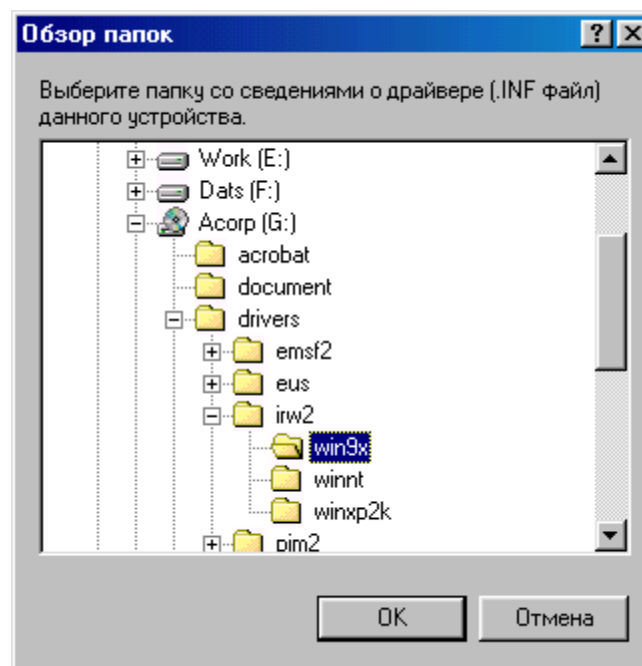 Обзор папок
Выберите папку со сведениями о драйвере (.INF файл)
данного устройства.
Work (E:)
Dats (F:)
Acorp (G:)
acrobat
document
drivers
emsf2
eus
irw2
win9x
winnt
winxp2k
pim2
OK
Отмена